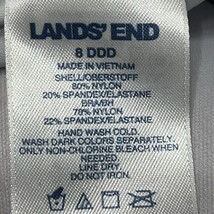 LANDS' END
8 DDD
MADE IN VIETNAM
SHELL/OBERSTOFF
80% NYLON
20% SPANDEX/ELASTANE
BRA/BH
78% NYLON
22% SPANDEX/ELASTANE
HAND WASH COLD.
WASH DARK COLORS SEPARATELY.
ONLY NON-CHLORINE BLEACH WHEN
NEEDED.
LINE DRY.
DO NOT IRON.